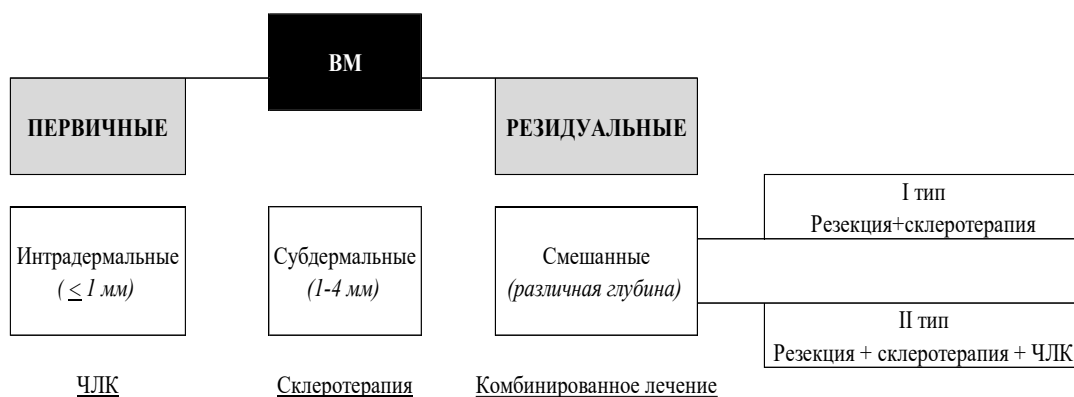 ВМ
ПЕРВИЧНЫЕ
РЕЗИДУАЛЬНЫЕ
I тип
Резекция+склеротерапия
Интрадермальные
( ≤ 1 мм)
Субдермальные
(1-4 мм)
Смешанные
(различная глубина)
II тип
Резекция + склеротерапия + ЧЛК
ЧЛК
Склеротерапия
Комбинированное лечение